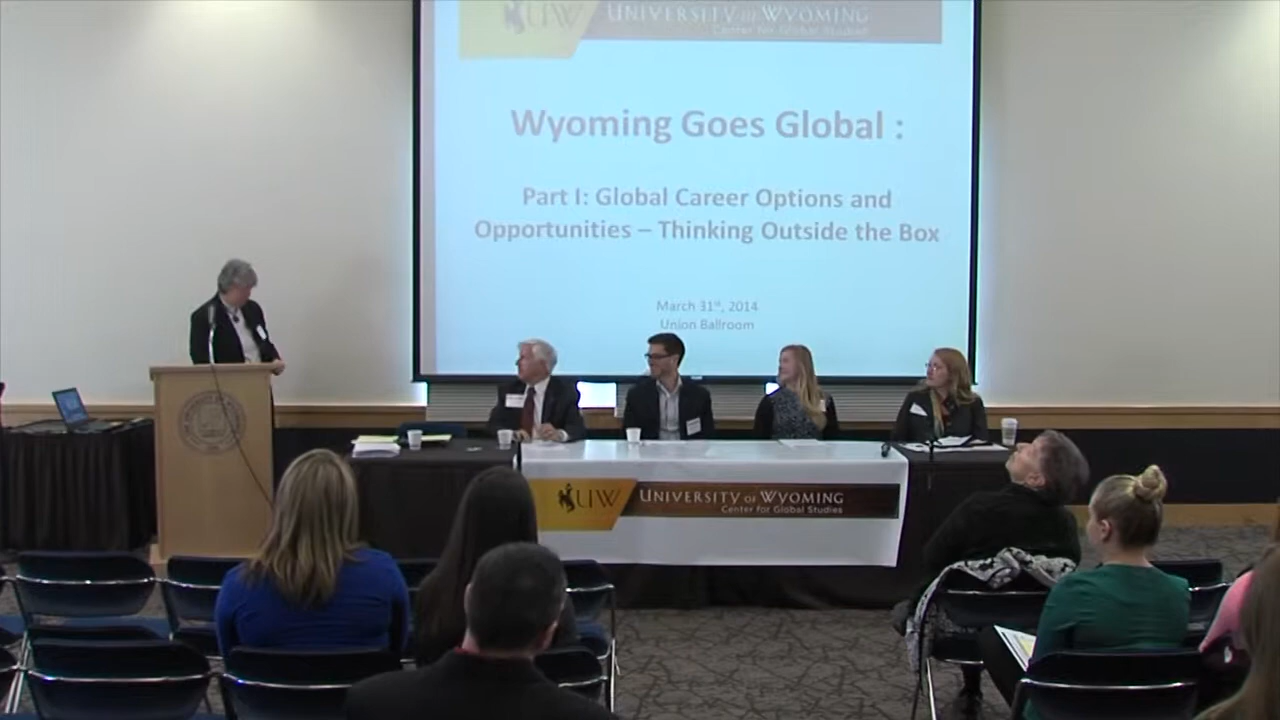 UW UNIVERSITY OF WYOMING
Center for Global Studies
Wyoming Goes Global :
Part I: Global Career Options and
Opportunities – Thinking Outside the Box
March 31st, 2014
Union Ballroom
UW UNIVERSITY OF WYOMING
Center for Global Studies